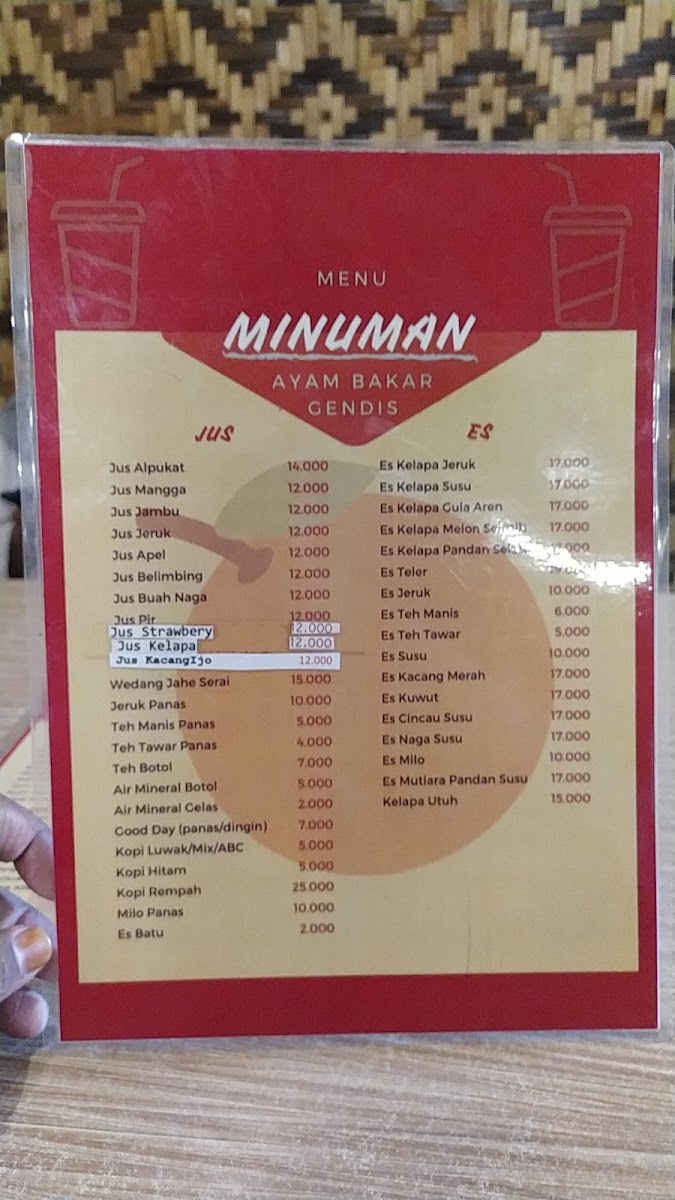 MENU
MINUMAN
AYAM BAKAR
GENDIS
JUS
Jus Alpukat 14.000
Jus Mangga 12.000
Jus Jambu 12.000
Jus Jeruk 12.000
Jus Apel 12.000
Jus Belimbing 12.000
Jus Buah Naga 12.000
Jus Pir 12.000
Jus Strawbery 12.000
Jus Kelapa 12.000
Jus KacangIjo 12.000
Wedang Jahe Serai 15.000
Jeruk Panas 10.000
Teh Manis Panas 5.000
Teh Tawar Panas 4.000
Teh Botol 7.000
Air Mineral Botol 5.000
Air Mineral Gelas 2.000
Good Day (panas/dingin) 7.000
Kopi Luwak/Mix/ABC 5.000
Kopi Hitam 5.000
Kopi Rempah 25.000
Milo Panas 10.000
Es Batu 2.000
ES
Es Kelapa Jeruk 17.000
Es Kelapa Susu 17.000
Es Kelapa Gula Aren 17.000
Es Kelapa Melon 17.000
Es Kelapa Pandan
Es Teler
Es Jeruk 10.000
Es Teh Manis 6.000
Es Teh Tawar 5.000
Es Susu 10.000
Es Kacang Merah 17.000
Es Kuwut 17.000
Es Cincau Susu 17.000
Es Naga Susu 17.000
Es Milo 10.000
Es Mutiara Pandan Susu 17.000
Kelapa Utuh 15.000